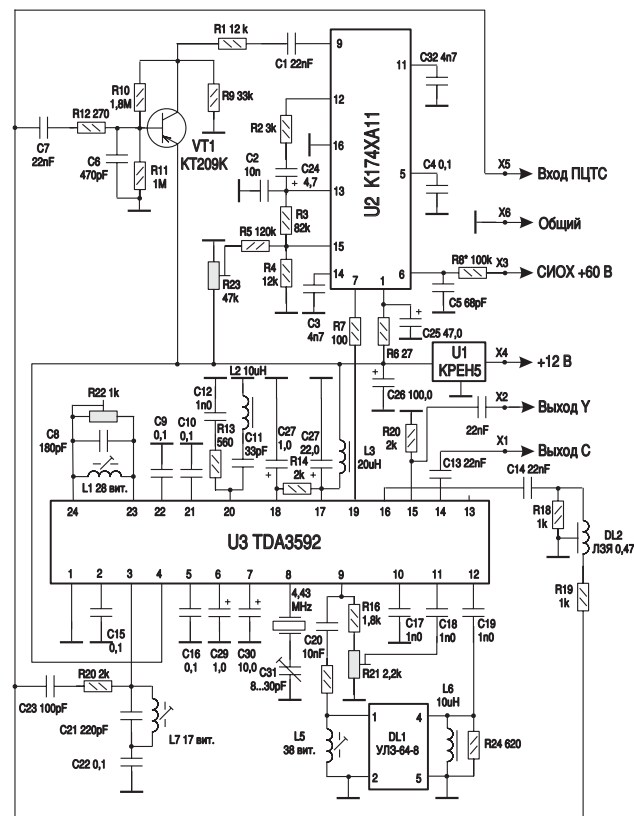 R1 12 k
9
C1 22nF
11
C32 4n7
R10
1,8M
R9 33k
12
R12 270
C7
22nF
VT1
КТ209К
R2 3k
16
C6
470pF
C2
10n
C24
4,7
+
R11
1M
13
U2 К174ХА11
5
C4 0,1
X5
Вход ПЦТС
X6
Общий
R3
82k
R5 120k
15
R4
12k
R23
47k
14
6
R8* 100k
X3
СИОХ +60 В
C3
4n7
7
1
C5 68pF
R7
100
R6 27
+
C25 47,0
U1
КРЕН5
X4
+12 В
L2 10uH
+
C26 100,0
R22 1k
C12
1n0
X2
Выход Y
C8
180pF
C9
0,1
C10
0,1
R13
560
C11
33pF
C27
1,0
+
C27
22,0
+
R14
2k
L3
20uH
R20
2k
22nF
X1
Выход C
C13 22nF
C14 22nF
L1 28 вит.
R18
1k
DL2
ЛЗЯ 0,47
24
23
22
21
20
18
17
19
16
15
14
13
U3 TDA3592
1
2
3
4
5
6
7
8
9
10
11
12
R19
1k
C15
0,1
C16
0,1
+
C29
1,0
+
C30
10,0
4,43
MHz
C31
8...30pF
C20
10nF
R16
1,8k
C17
1n0
C18
1n0
C19
1n0
R20 2k
R21 2,2k
C23 100pF
C21 220pF
L7 17 вит.
C22 0,1
L5
38 вит.
1
4
DL1
УЛЗ-64-8
2
5
L6
10uH
R24 620